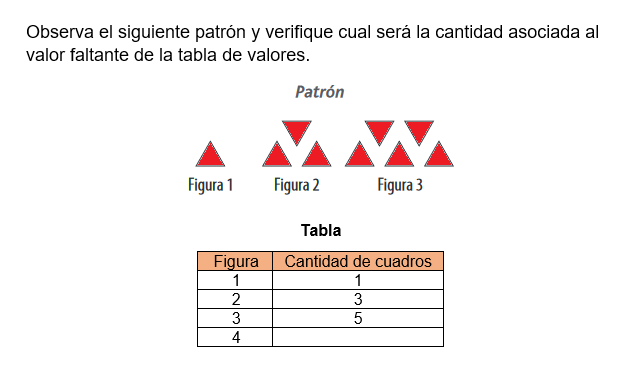 Observa el siguiente patrón y verifique cual será la cantidad asociada al
valor faltante de la tabla de valores.
Patrón
Figura 1 Figura 2 Figura 3
Tabla
Figura Cantidad de cuadros
1 1
2 3
3 5
4